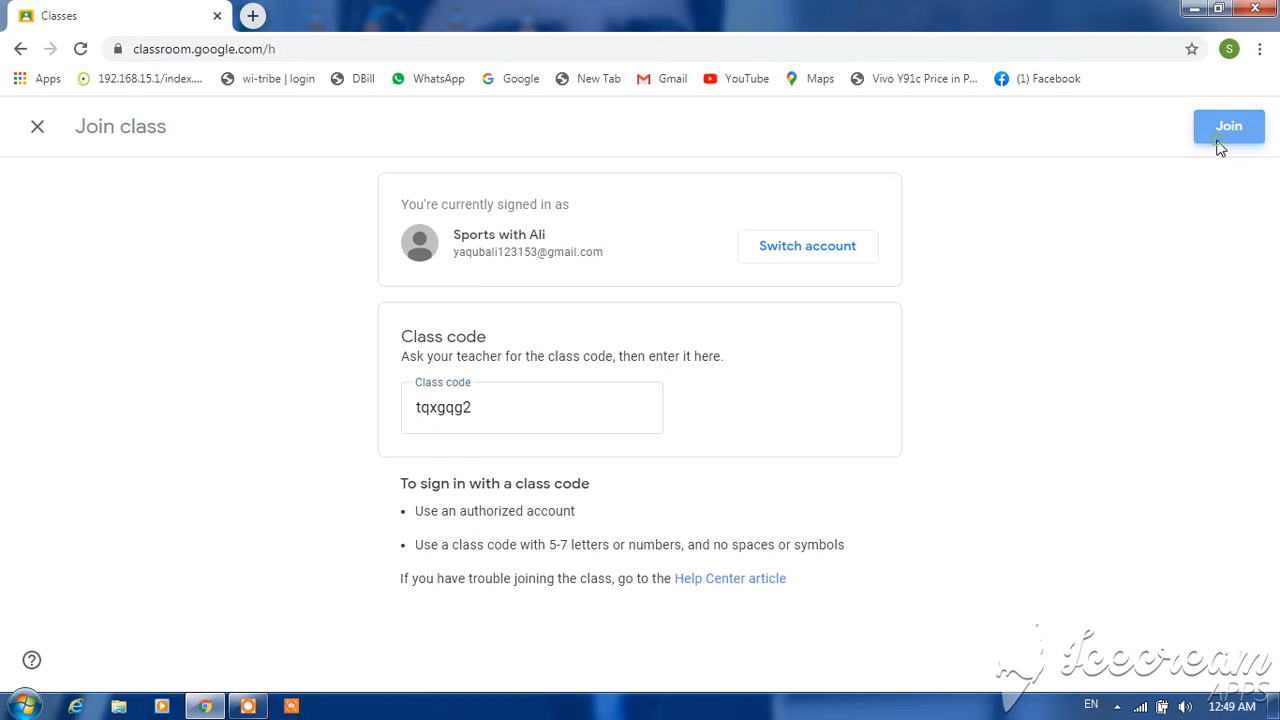 Classes
classroom.google.com/h
S
Apps 192.168.15.1/index.... wi-tribe | login DBill WhatsApp Google New Tab Gmail YouTube Maps Vivo Y91c Price in P... (1) Facebook
Join class
Join
You're currently signed in as
Sports with Ali
yaqubali123153@gmail.com
Switch account
Class code
Ask your teacher for the class code, then enter it here.
Class code
tqxgqg2
To sign in with a class code
• Use an authorized account
• Use a class code with 5-7 letters or numbers, and no spaces or symbols
If you have trouble joining the class, go to the Help Center article
Icecream
APPS
EN 12:49 AM